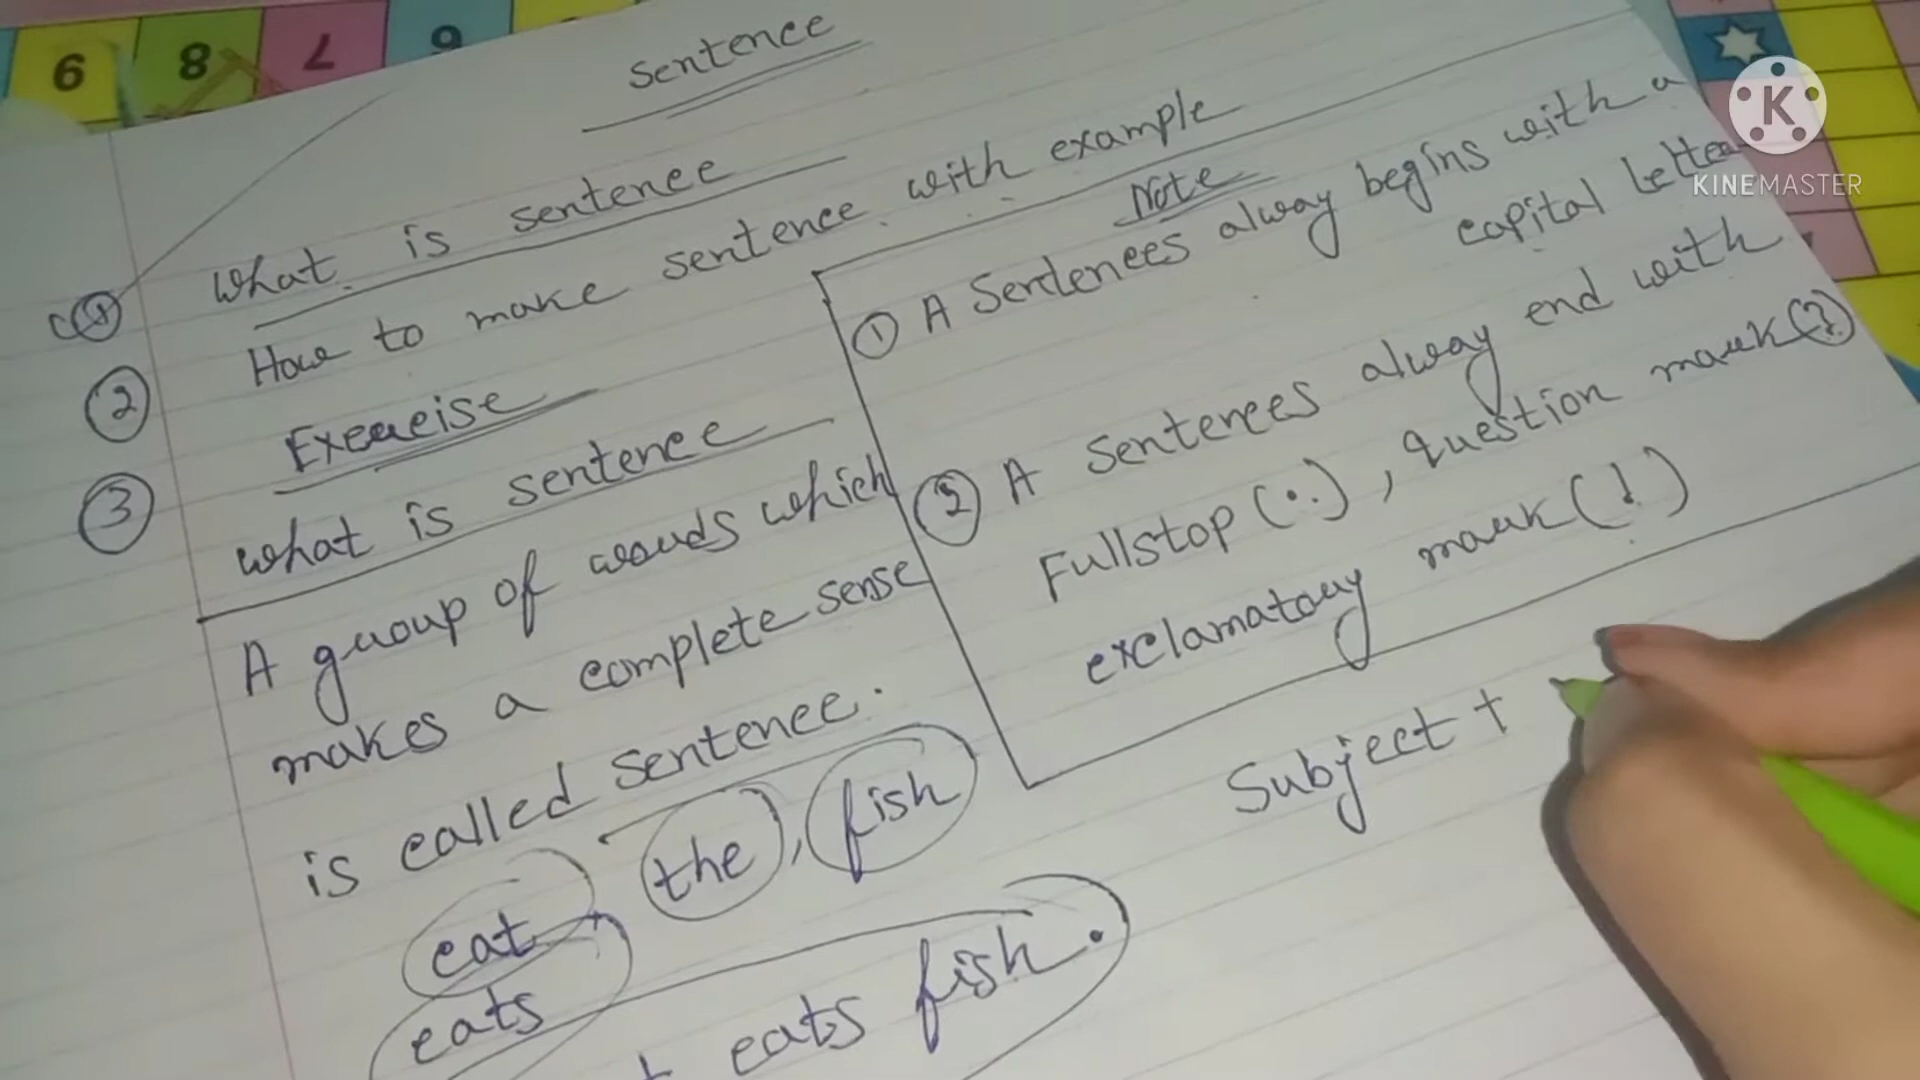 9 8 7 6
Sentence
What is sentence
How to make sentence with example
Exercise
what is sentence
A group of words which
makes a complete sense
is called sentence.
eat, the, fish
eats
eats fish.
Note
① A Sentences alway begins with a
capital letter
② A sentences alway end with
Fullstop (.), question mark (?)
exclamatory mark (!)
Subject +
①
②
③
K
KINEMASTER